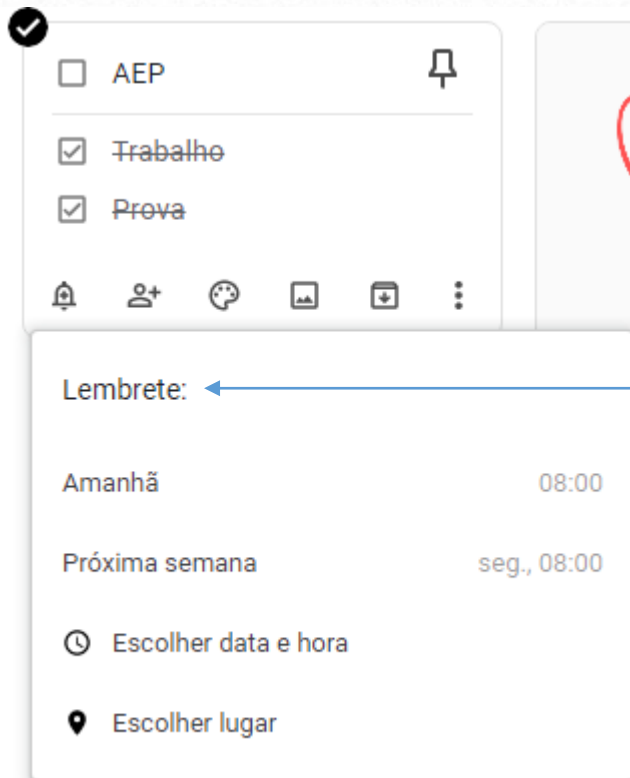 AEP
Trabalho
Prova
Lembrete:
Amanhã 08:00
Próxima semana seg., 08:00
Escolher data e hora
Escolher lugar